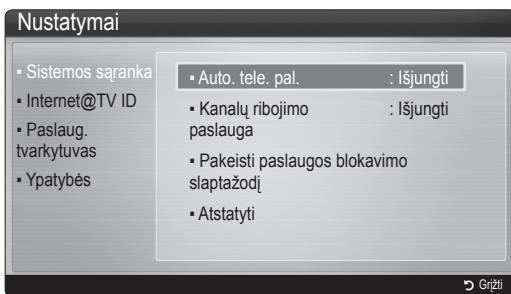 Nustatymai
▪ Sistemos sąranka
▪ Internet@TV ID
▪ Paslaug.
tvarkytuvas
▪ Ypatybės
▪ Auto. tele. pal. : Išjungti
▪ Kanalų ribojimo : Išjungti
paslauga
▪ Pakeisti paslaugos blokavimo
slaptažodį
▪ Atstatyti
Grįžti